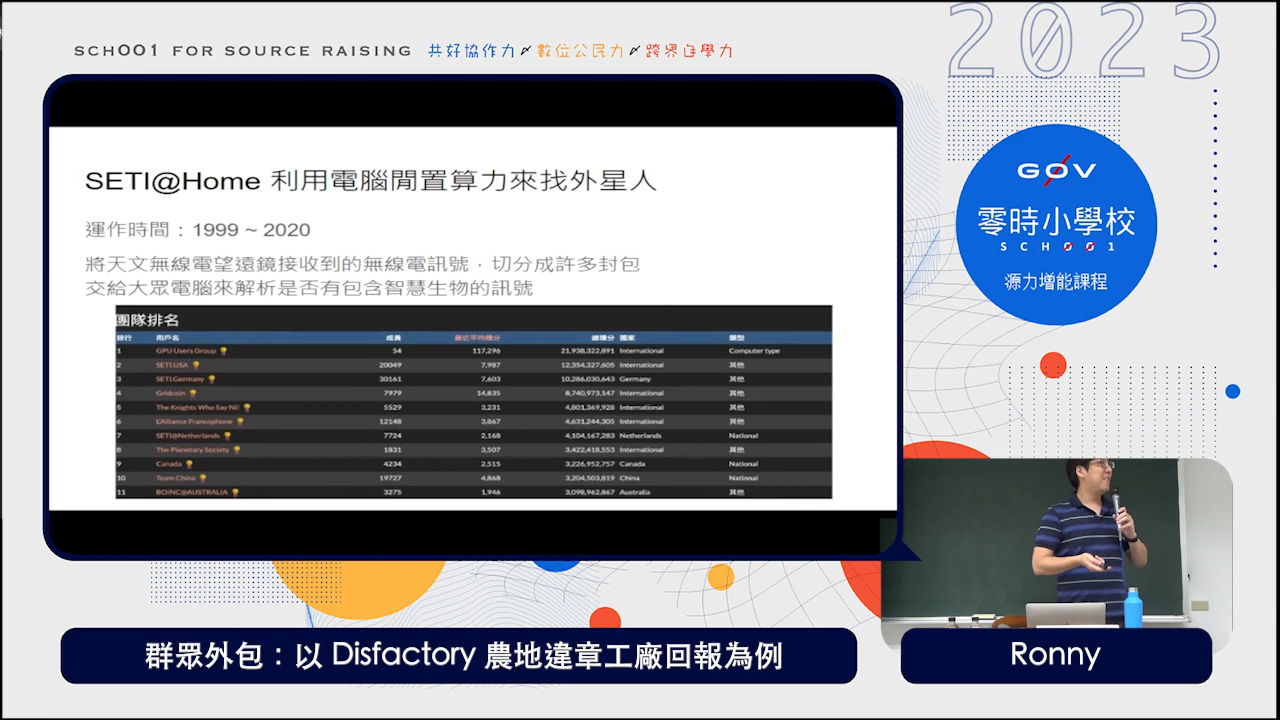 2023
SCH001 FOR SOURCE RAISING 共好協作力 數位公民力 跨界自學力
G0V
零時小學校
SCH001
源力增能課程
SETI@Home 利用電腦閒置算力來找外星人
運作時間：1999 ~ 2020
將天文無線電望遠鏡接收到的無線電訊號，切分成許多封包
交給大眾電腦來解析是否有包含智慧生物的訊號
團隊排名
排行 用戶名 成員 最近平均積分 總積分 國家 類型
1 GPU Users Group 54 117,296 21,938,322,891 International Computer type
2 SETI.USA 20049 7,987 12,354,327,605 International 其他
3 SETI.Germany 30161 7,603 10,286,030,643 Germany 其他
4 Gridcoin 7979 14,835 8,740,973,147 International 其他
5 The Knights Who Say Ni! 5529 3,231 4,801,369,928 International 其他
6 L'Alliance Francophone 12148 3,867 4,631,244,305 International 其他
7 SETI@Netherlands 7724 2,168 4,104,167,283 Netherlands National
8 The Planetary Society 1831 3,507 3,422,418,553 International 其他
9 Canada 4234 2,515 3,226,952,757 Canada National
10 Team China 19727 4,868 3,204,503,819 China National
11 BOINC@AUSTRALIA 3275 1,946 3,098,962,867 Australia 其他
群眾外包：以 Disfactory 農地違章工廠回報為例
Ronny